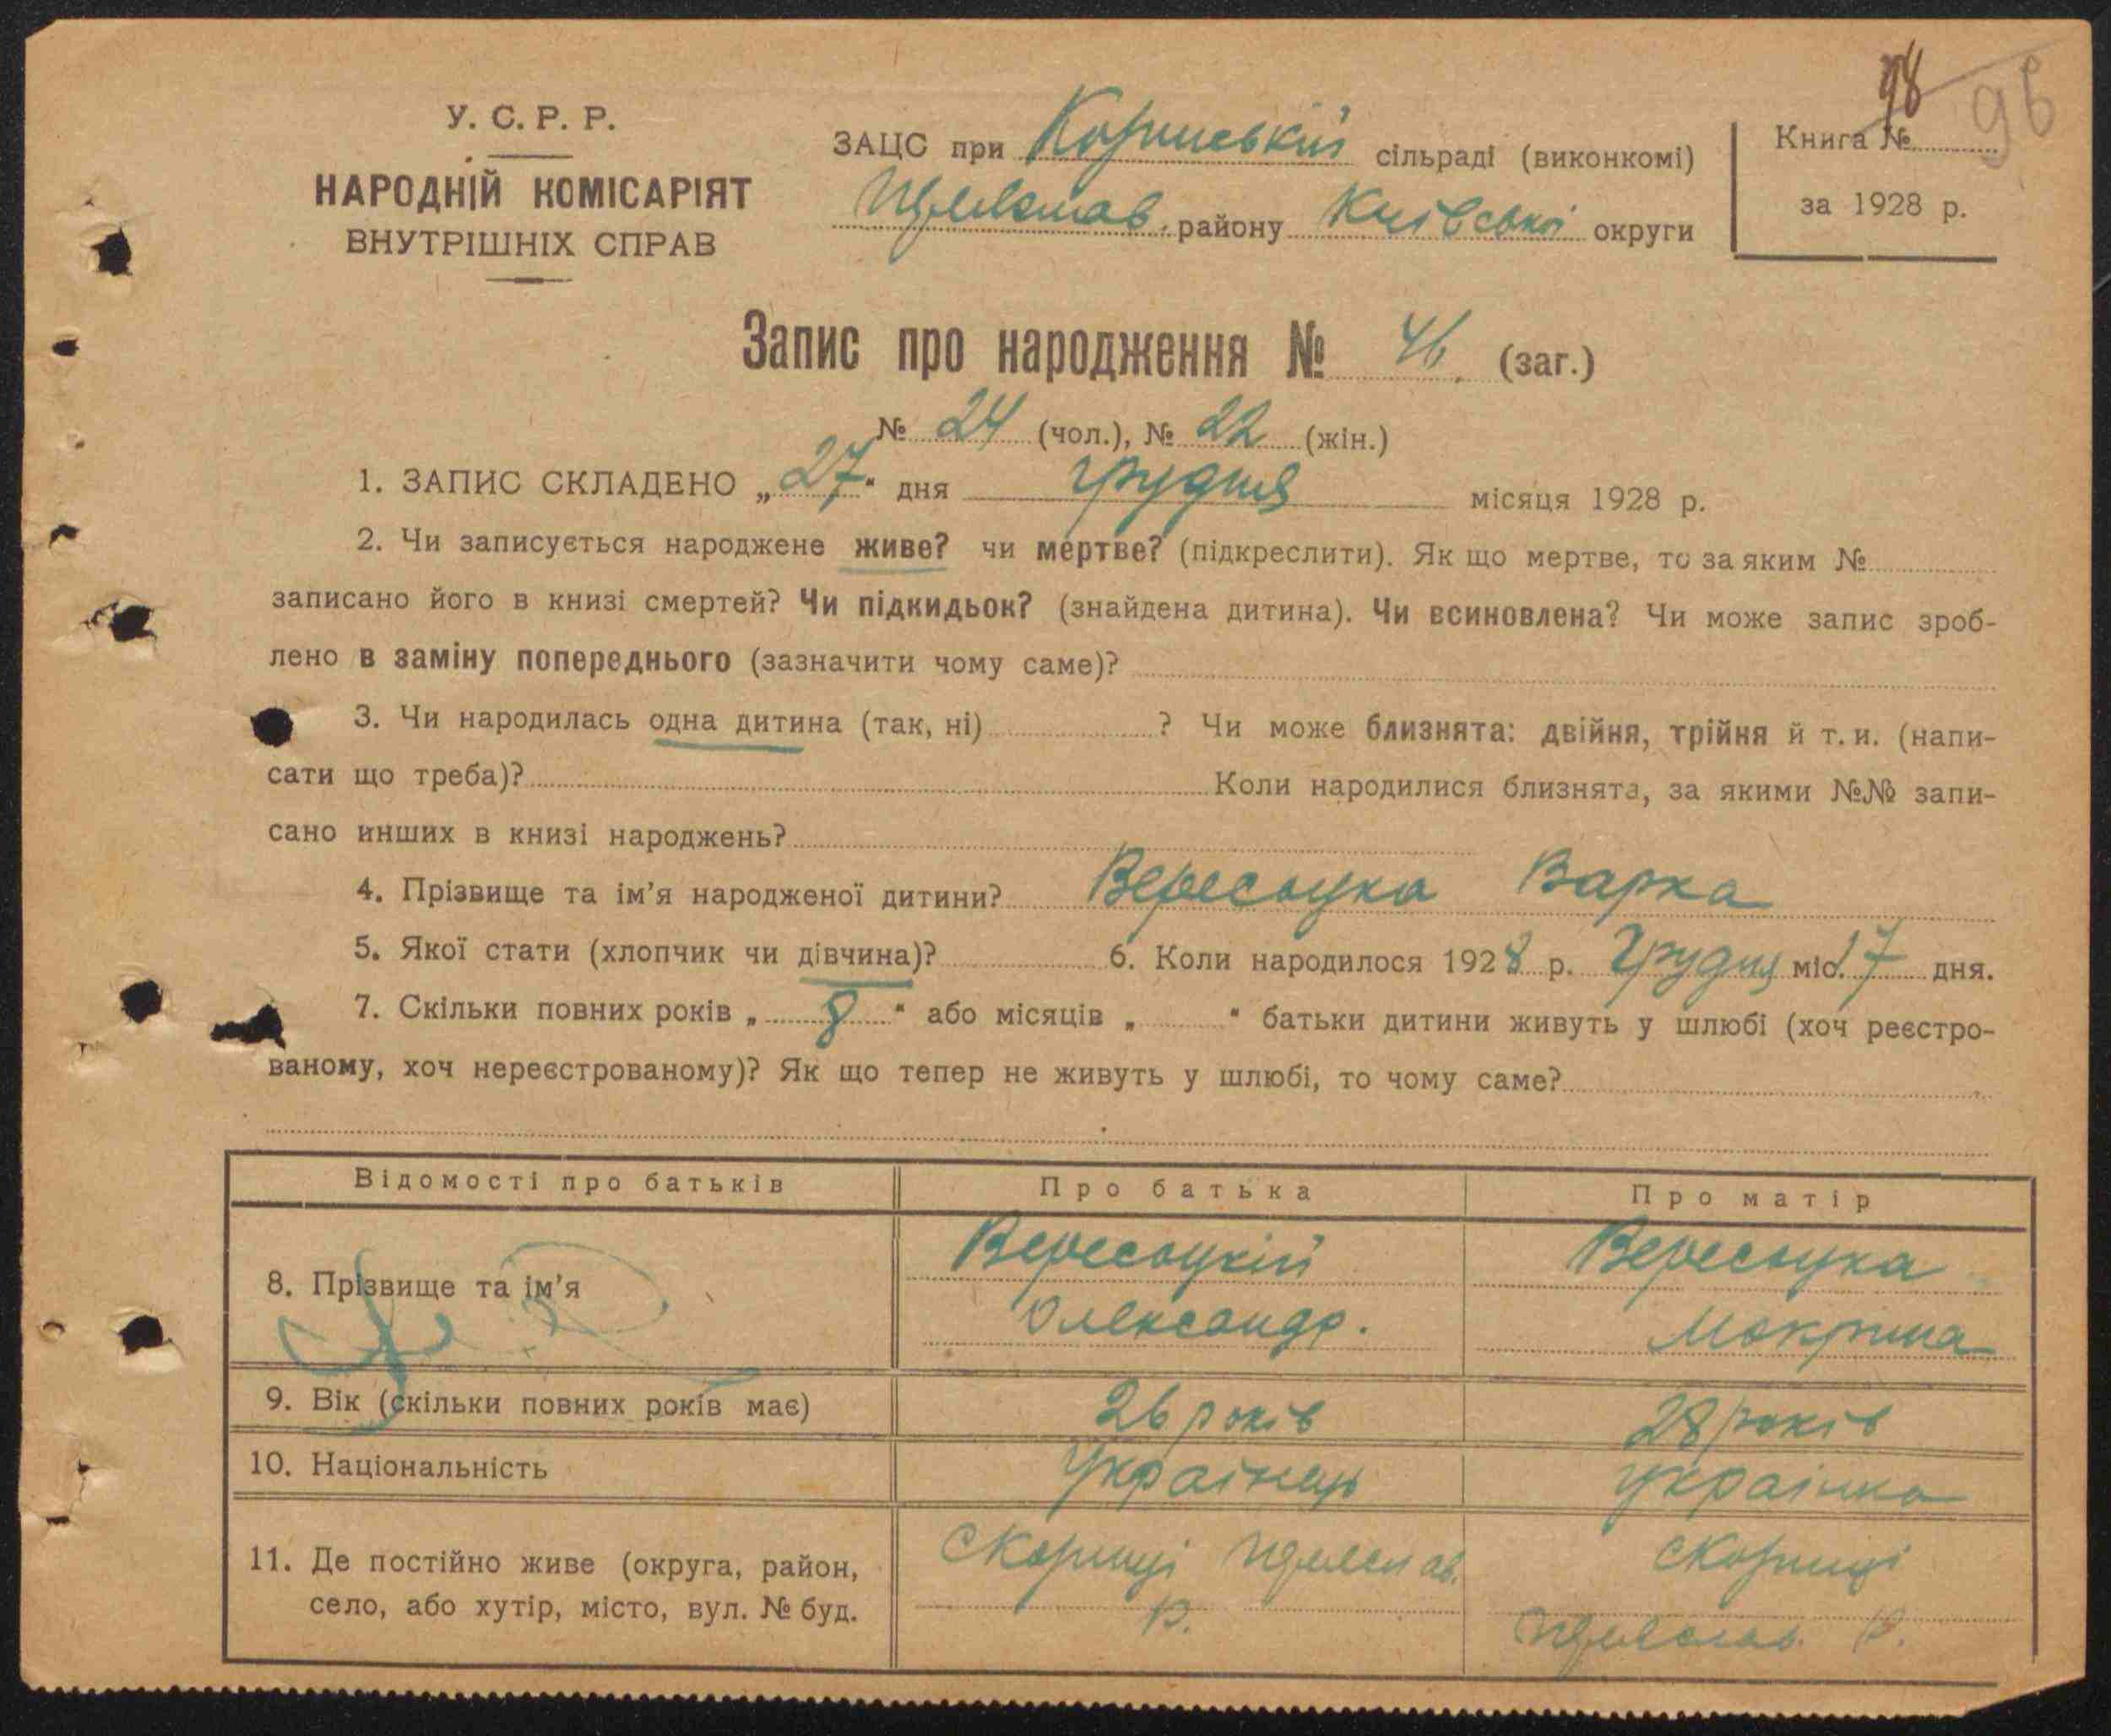 98 96
У. С. Р. Р.
НАРОДНІЙ КОМІСАРІЯТ
ВНУТРІШНІХ СПРАВ
ЗАЦС при Кориській сільраді (виконкомі)
району Київської округи
Книга №
за 1928 р.
Запис про народження № 46 (заг.)
№ 24 (чол.), № 22 (жін.)
1. ЗАПИС СКЛАДЕНО „27" дня грудня місяця 1928 р.
2. Чи записується народжене живе? чи мертве? (підкреслити). Як що мертве, то за яким №
записано його в книзі смертей? Чи підкидьок? (знайдена дитина). Чи всиновлена? Чи може запис зроб-
лено в заміну попереднього (зазначити чому саме)?
3. Чи народилась одна дитина (так, ні) ? Чи може близнята: двійня, трійня й т. и. (напи-
сати що треба)? Коли народилися близнята, за якими №№ запи-
сано инших в книзі народжень?
4. Прізвище та ім'я народженої дитини? Вересоцка Варка
5. Якої стати (хлопчик чи дівчина)? 6. Коли народилося 1928 р. Грудня міс. 17 дня.
7. Скільки повних років „ 8 " або місяців „ " батьки дитини живуть у шлюбі (хоч реєстро-
ваному, хоч нереєстрованому)? Як що тепер не живуть у шлюбі, то чому саме?
Відомості про батьків Про батька Про матір
8. Прізвище та ім'я Вересоцкій Вересоцка
Олександр. Мокрина
9. Вік (скільки повних років має) 26 років 28 років
10. Національність Українець українка
11. Де постійно живе (округа, район,
село, або хутір, місто, вул. № буд.
с Коринці
Р.
с Коринці
Р.